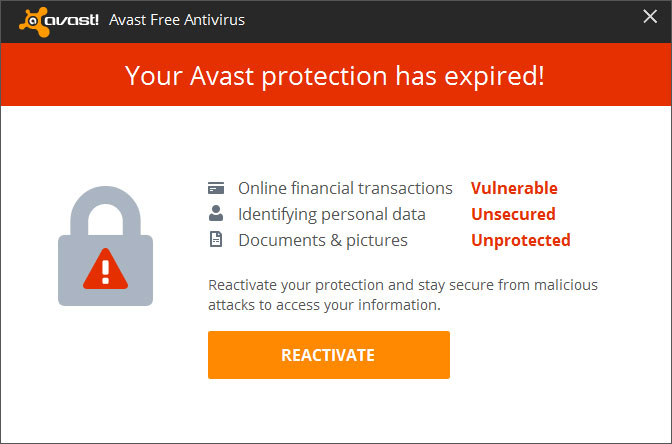 avast! Avast Free Antivirus
Your Avast protection has expired!
Online financial transactions Vulnerable
Identifying personal data Unsecured
Documents & pictures Unprotected
Reactivate your protection and stay secure from malicious
attacks to access your information.
REACTIVATE